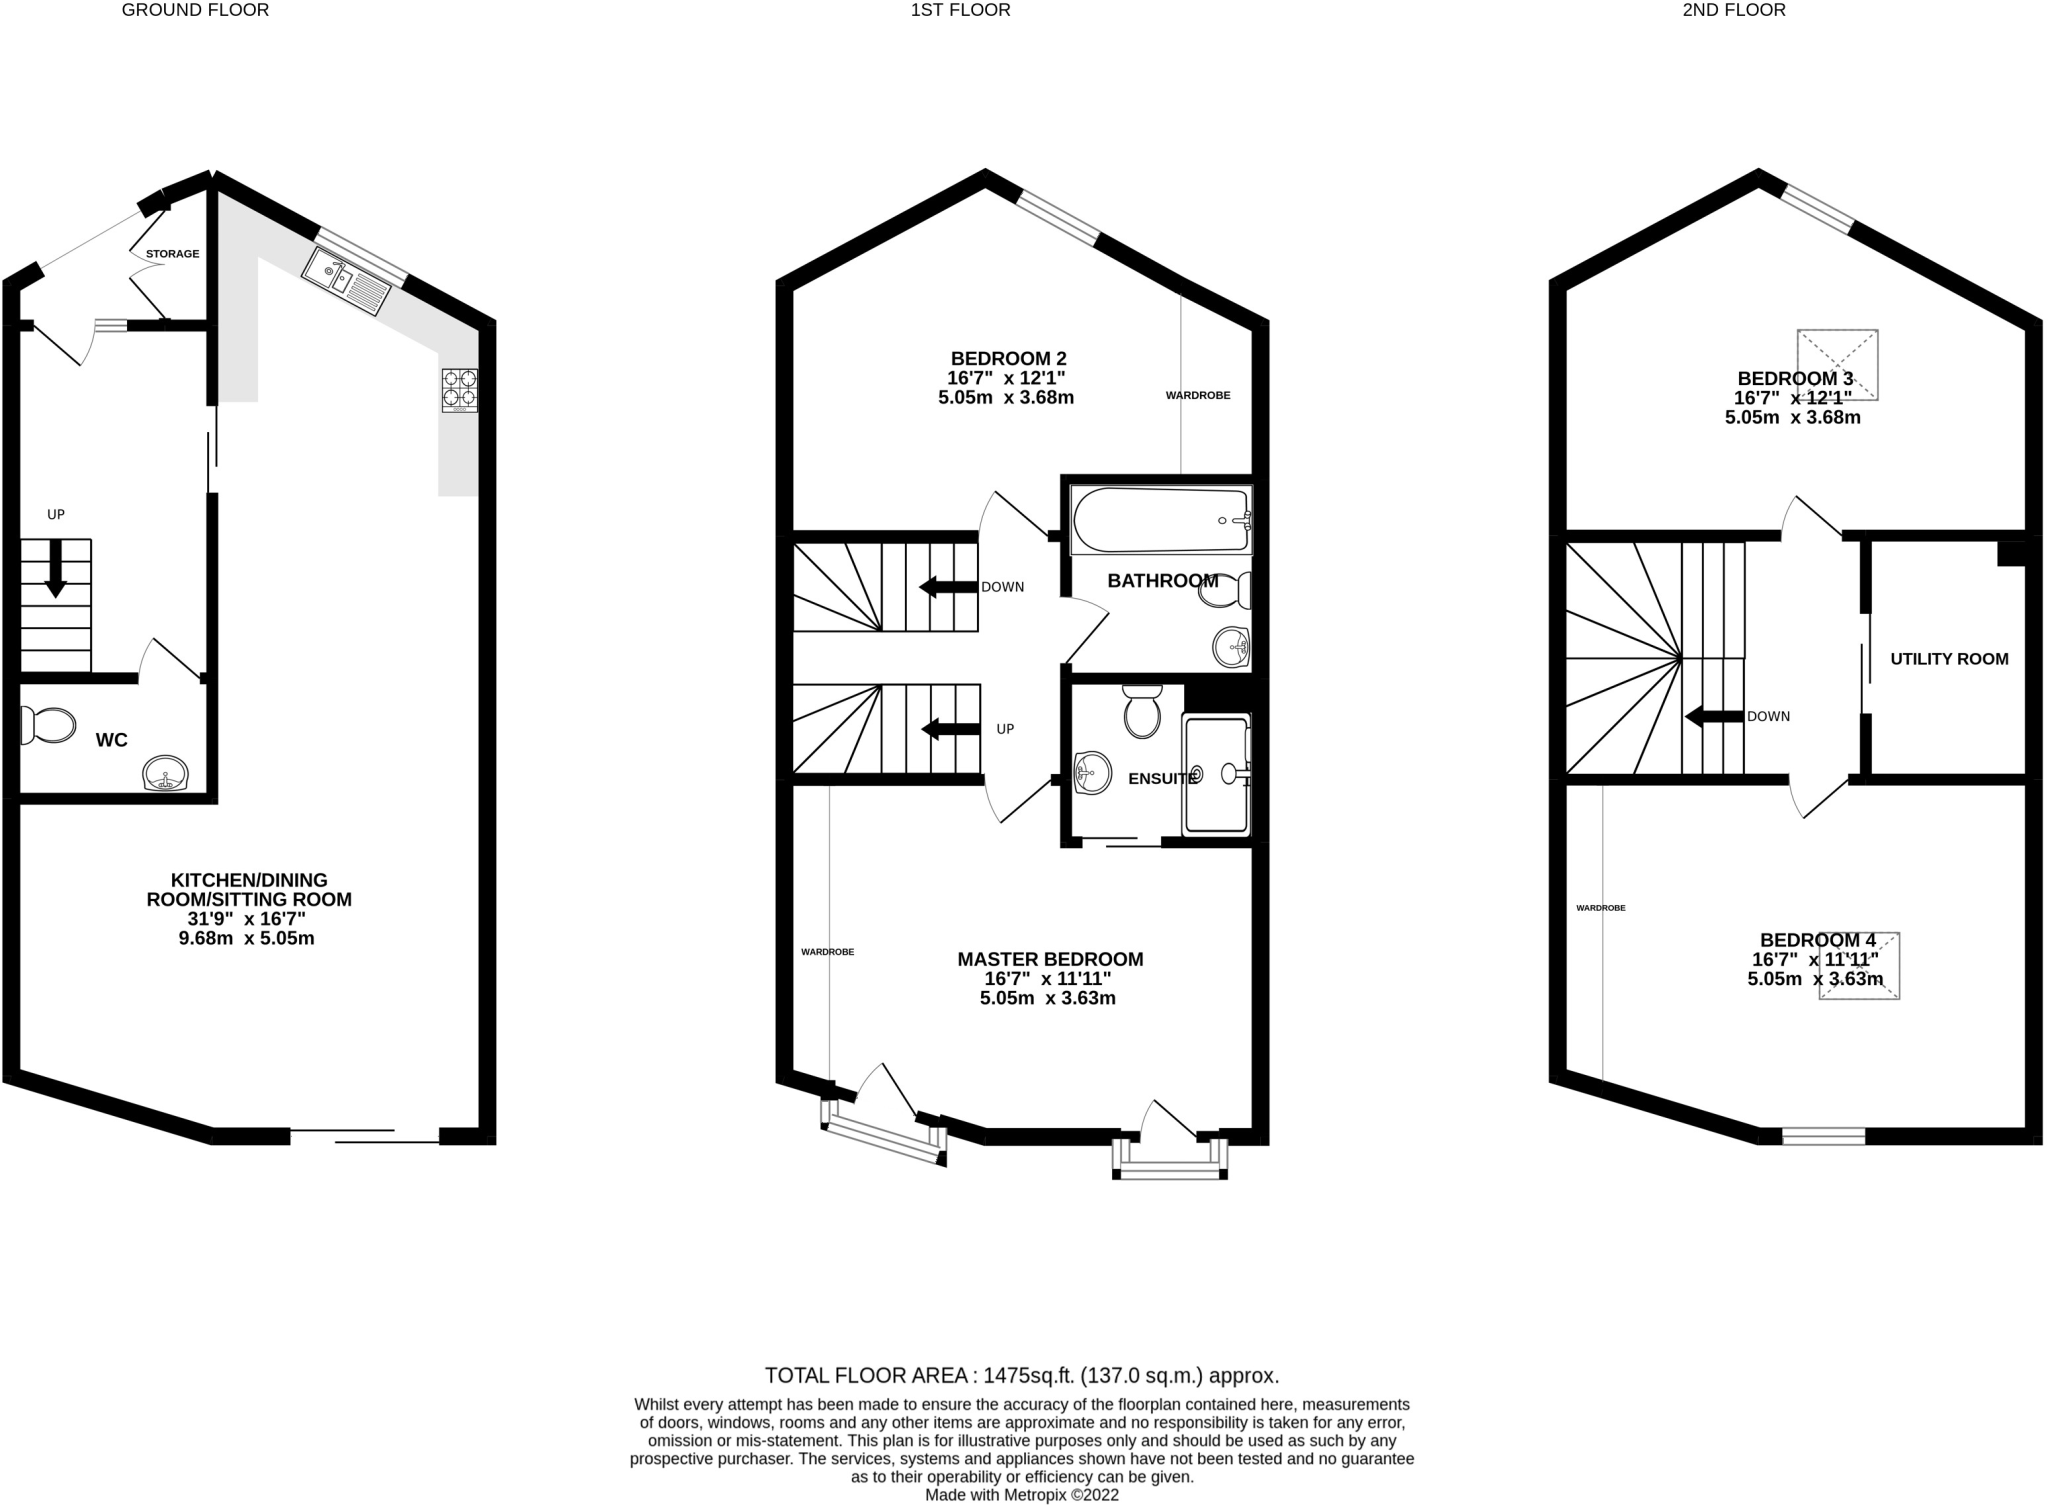 GROUND FLOOR
1ST FLOOR
2ND FLOOR
STORAGE
UP
WC
KITCHEN/DINING
ROOM/SITTING ROOM
31'9" x 16'7"
9.68m x 5.05m
BEDROOM 2
16'7" x 12'1"
5.05m x 3.68m
WARDROBE
DOWN
BATHROOM
UP
ENSUITE
WARDROBE
MASTER BEDROOM
16'7" x 11'11"
5.05m x 3.63m
BEDROOM 3
16'7" x 12'1"
5.05m x 3.68m
UTILITY ROOM
DOWN
WARDROBE
BEDROOM 4
16'7" x 11'11"
5.05m x 3.63m
TOTAL FLOOR AREA : 1475sq.ft. (137.0 sq.m.) approx.
Whilst every attempt has been made to ensure the accuracy of the floorplan contained here, measurements
of doors, windows, rooms and any other items are approximate and no responsibility is taken for any error,
omission or mis-statement. This plan is for illustrative purposes only and should be used as such by any
prospective purchaser. The services, systems and appliances shown have not been tested and no guarantee
as to their operability or efficiency can be given.
Made with Metropix ©2022